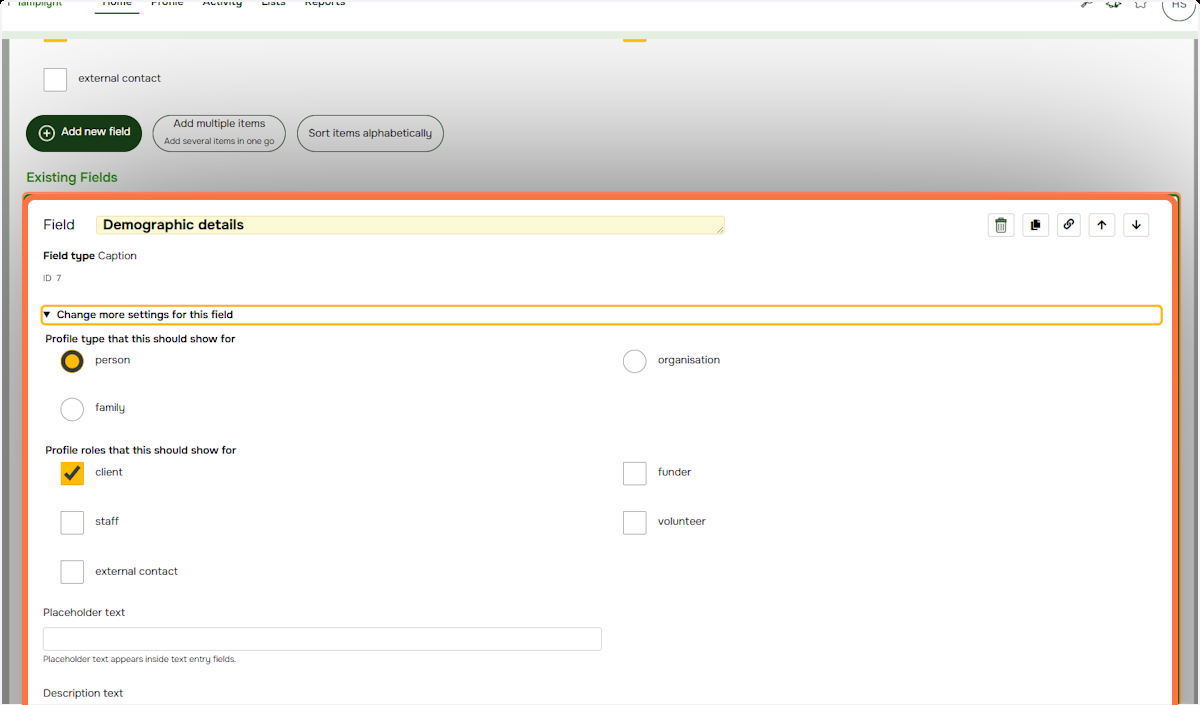 lamplight Home Profile Activity Lists Reports HS
external contact
Add new field Add multiple items Sort items alphabetically
Add several items in one go
Existing Fields
Field Demographic details
Field type Caption
ID 7
Change more settings for this field
Profile type that this should show for
person organisation
family
Profile roles that this should show for
client funder
staff volunteer
external contact
Placeholder text
Placeholder text appears inside text entry fields.
Description text